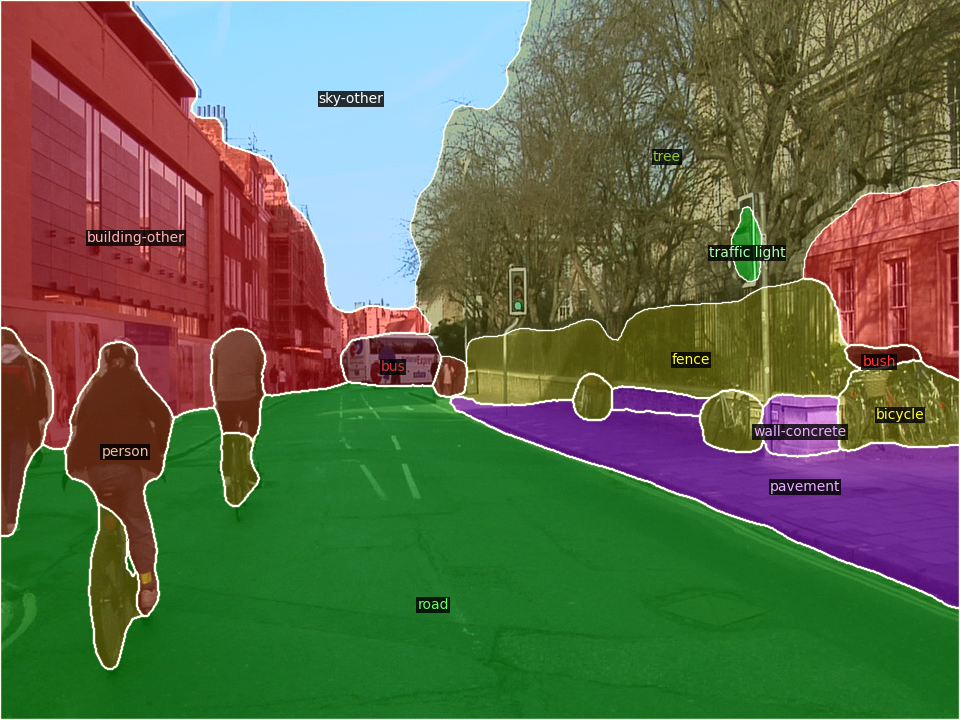 sky-other
tree
building-other
traffic light
fence
bush
bus
bicycle
wall-concrete
person
pavement
road